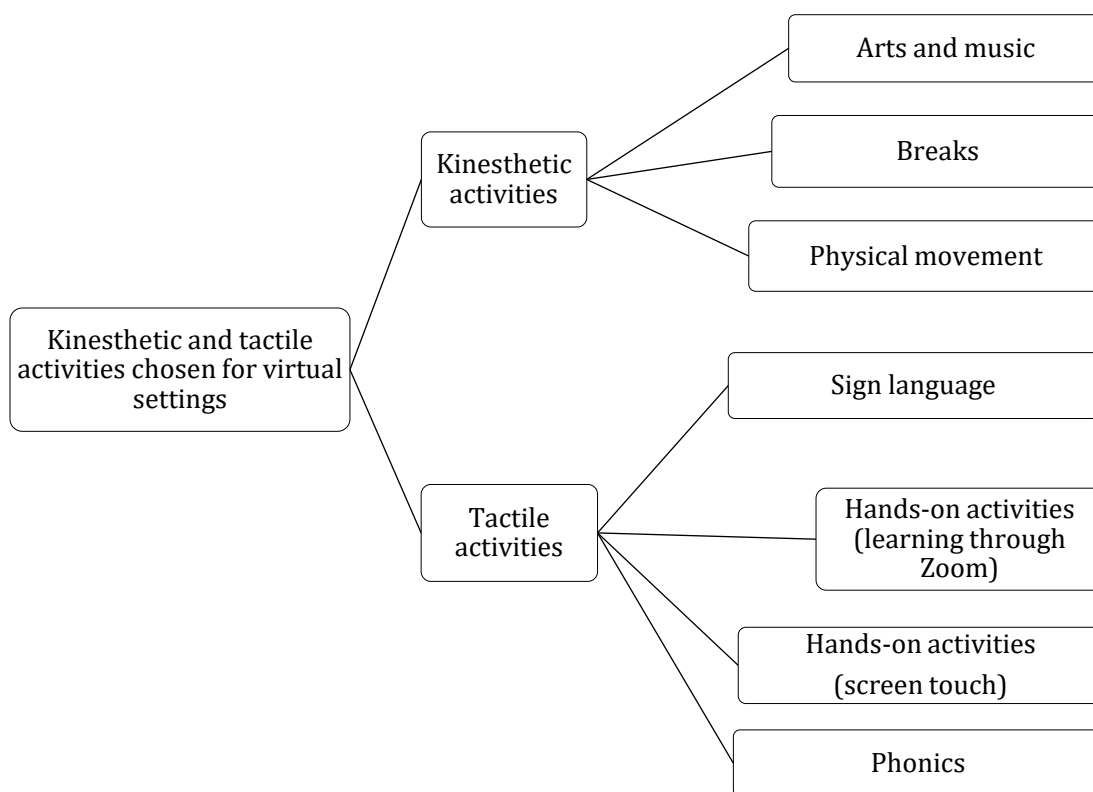 Arts and music
Kinesthetic
activities
Breaks
Physical movement
Kinesthetic and tactile
activities chosen for virtual
settings
Sign language
Tactile
activities
Hands-on activities
(learning through
Zoom)
Hands-on activities
(screen touch)
Phonics